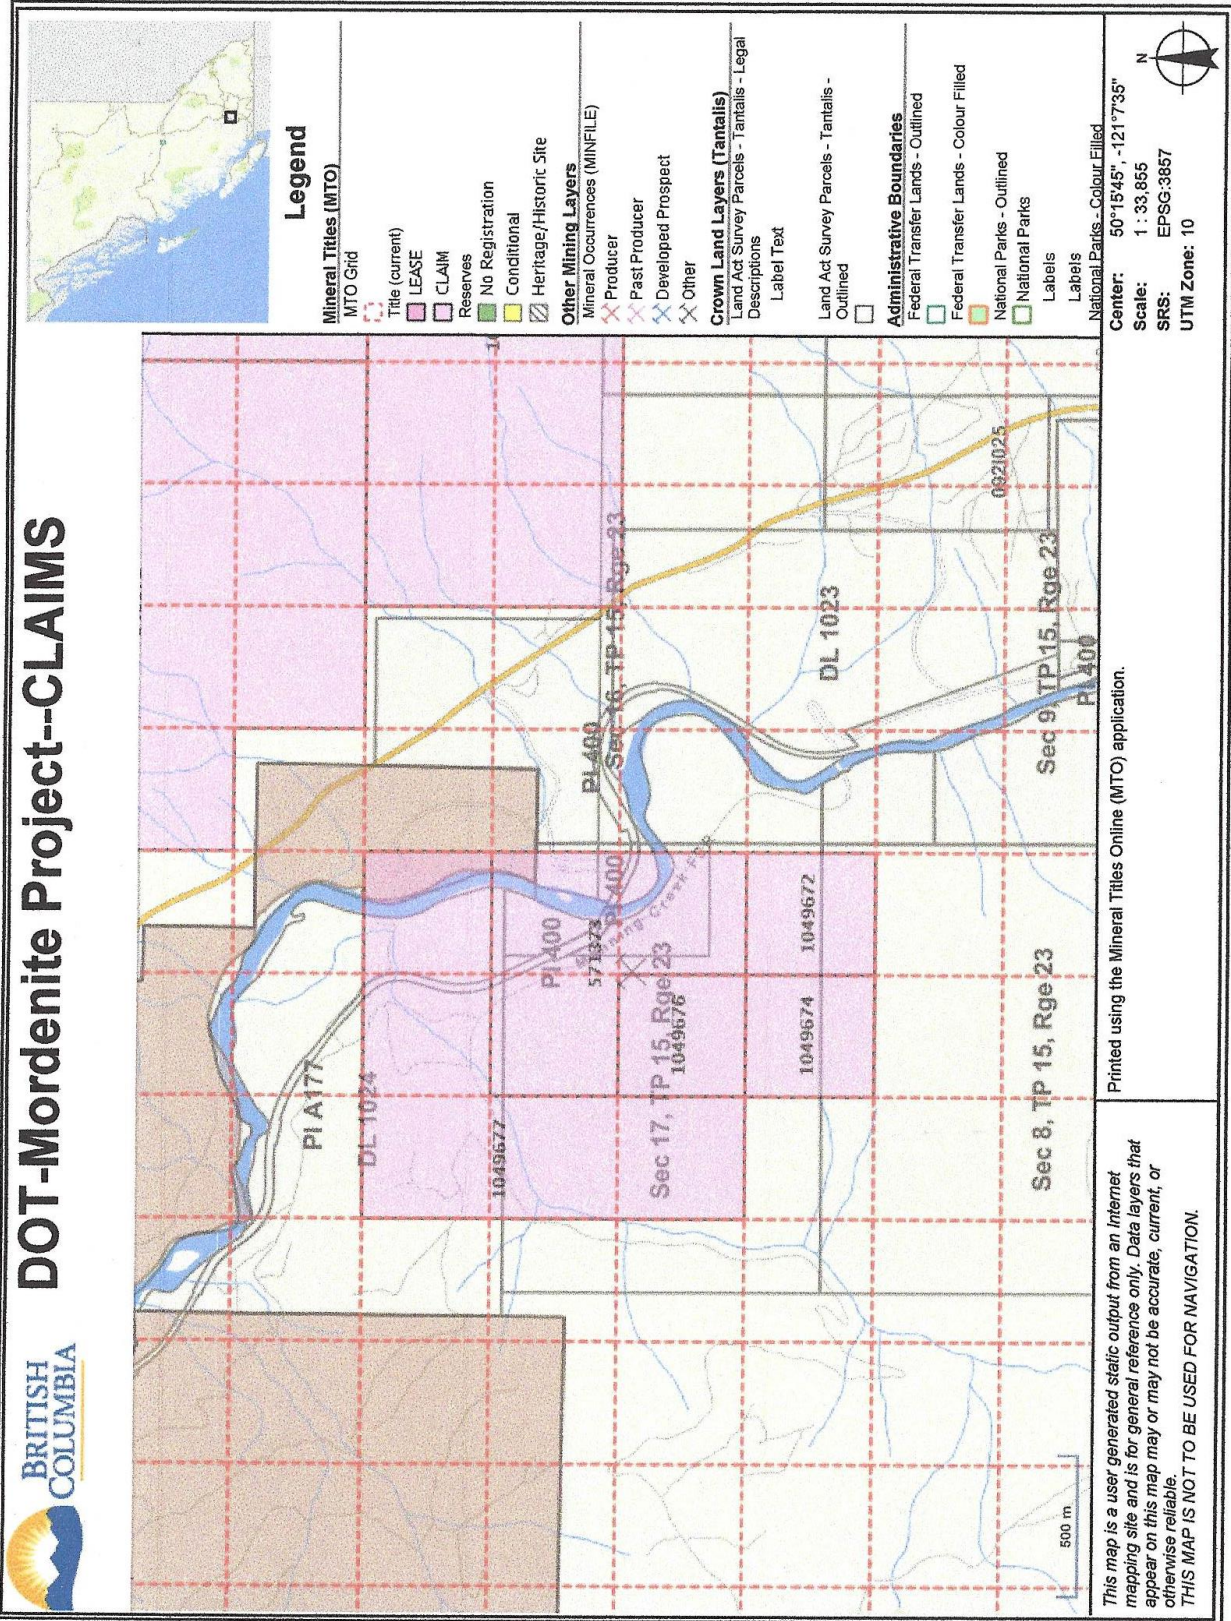 BRITISH
COLUMBIA
DOT-Mordenite Project--CLAIMS
Legend
Mineral Titles (MTO)
MTO Grid
Title (current)
LEASE
CLAIM
Reserves
No Registration
Conditional
Heritage/Historic Site
Other Mining Layers
Mineral Occurrences (MINFILE)
Producer
Past Producer
Developed Prospect
Other
Crown Land Layers (Tantalis)
Land Act Survey Parcels - Tantalis - Legal
Descriptions
Label Text
Land Act Survey Parcels - Tantalis -
Outlined
Administrative Boundaries
Federal Transfer Lands - Outlined
Federal Transfer Lands - Colour Filled
National Parks - Outlined
National Parks
Labels
Labels
National Parks - Colour Filled
PI A177
DL 1024
1049677
PI 400
571373
PI 400
PI 400
Sec 16, TP 15, Rge 23
Sec 17, TP 15, Rge 23
1049676
1049674
1049672
DL 1023
092I025
Sec 8, TP 15, Rge 23
Sec 9, TP 15, Rge 23
PI 400
500 m
This map is a user generated static output from an Internet
mapping site and is for general reference only. Data layers that
appear on this map may or may not be accurate, current, or
otherwise reliable.
THIS MAP IS NOT TO BE USED FOR NAVIGATION.
Printed using the Mineral Titles Online (MTO) application.
Center: 50°15'45", -121°7'35"
Scale: 1 : 33,855
SRS: EPSG:3857
UTM Zone: 10
N